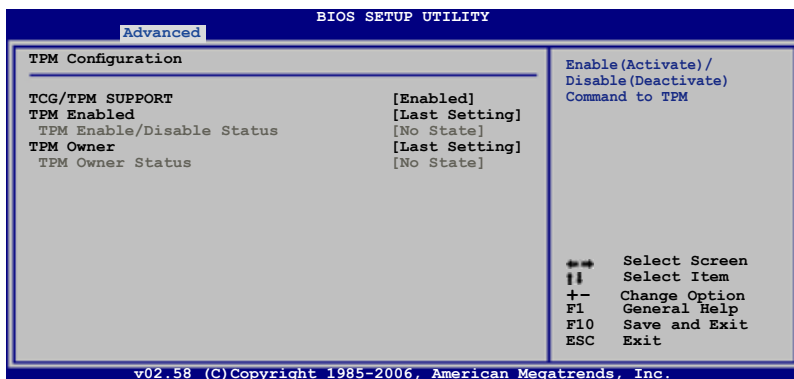 BIOS SETUP UTILITY
Advanced
TPM Configuration
TCG/TPM SUPPORT [Enabled]
TPM Enabled [Last Setting]
TPM Enable/Disable Status [No State]
TPM Owner [Last Setting]
TPM Owner Status [No State]
Enable(Activate)/
Disable(Deactivate)
Command to TPM
←→ Select Screen
↑↓ Select Item
+- Change Option
F1 General Help
F10 Save and Exit
ESC Exit
v02.58 (C)Copyright 1985-2006, American Megatrends, Inc.